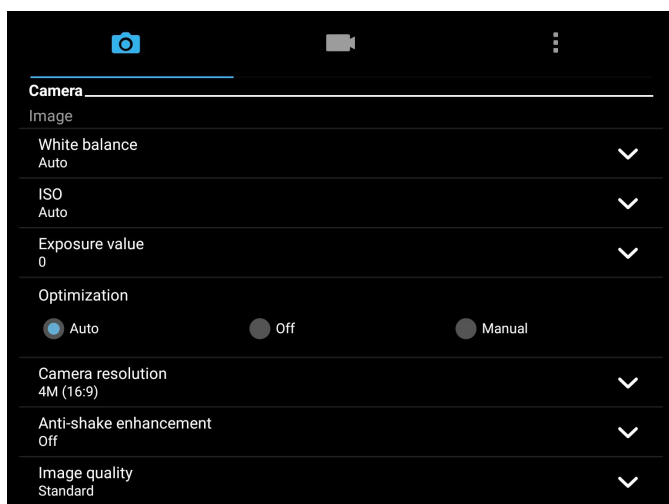 Camera
Image
White balance
Auto
ISO
Auto
Exposure value
0
Optimization
Auto Off Manual
Camera resolution
4M (16:9)
Anti-shake enhancement
Off
Image quality
Standard